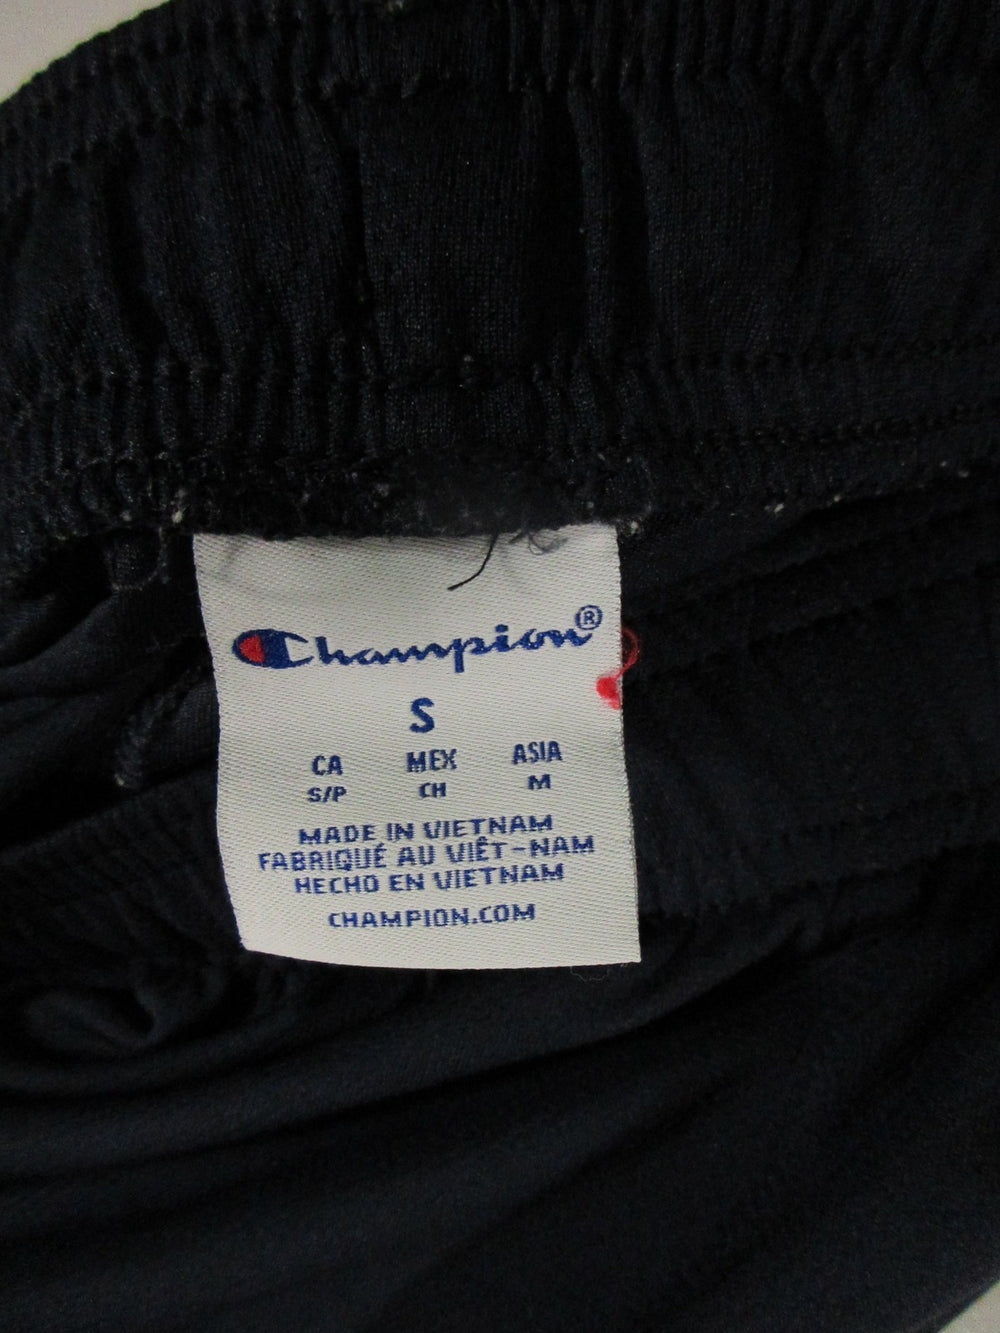 Champion®
S
CA MEX ASIA
S/P CH M
MADE IN VIETNAM
FABRIQUÉ AU VIÊT-NAM
HECHO EN VIETNAM
CHAMPION.COM